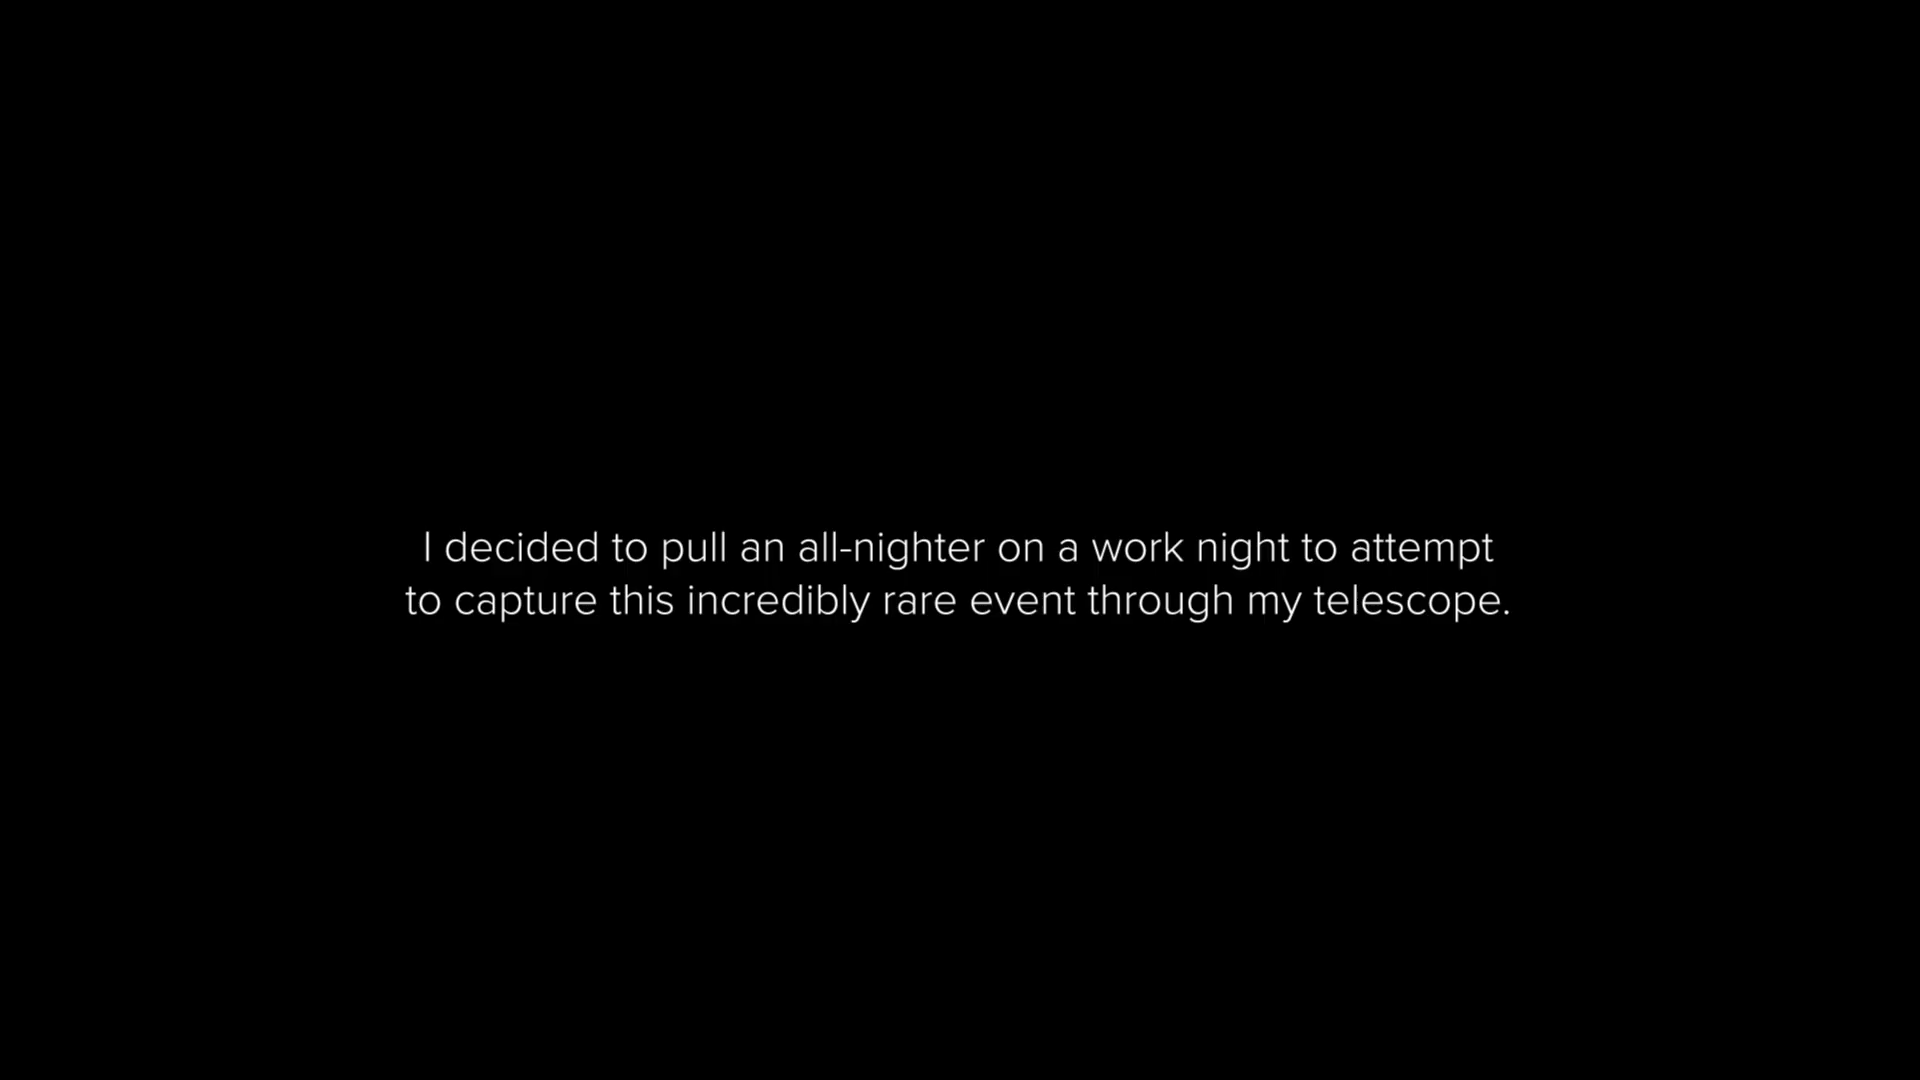 I decided to pull an all-nighter on a work night to attempt
to capture this incredibly rare event through my telescope.